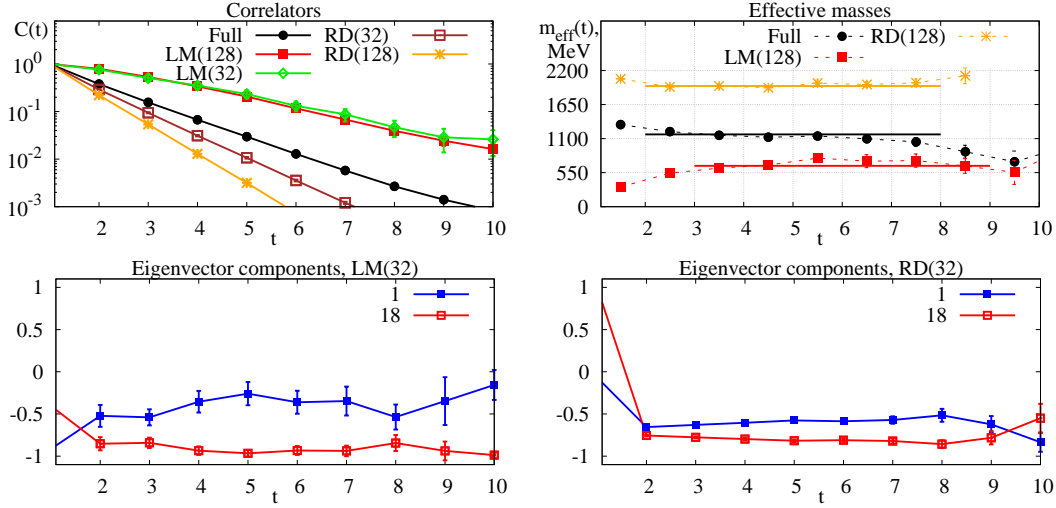 Correlators
C(t)
Full
RD(32)
LM(128)
RD(128)
LM(32)
10^0
10^-1
10^-2
10^-3
2 3 4 5 6 7 8 9 10
t
Effective masses
m_eff(t),
MeV
Full
RD(128)
LM(128)
2200
1650
1100
550
0
2 3 4 5 6 7 8 9 10
t
Eigenvector components, LM(32)
1
18
1
0.5
0
-0.5
-1
2 3 4 5 6 7 8 9 10
t
Eigenvector components, RD(32)
1
18
1
0.5
0
-0.5
-1
2 3 4 5 6 7 8 9 10
t